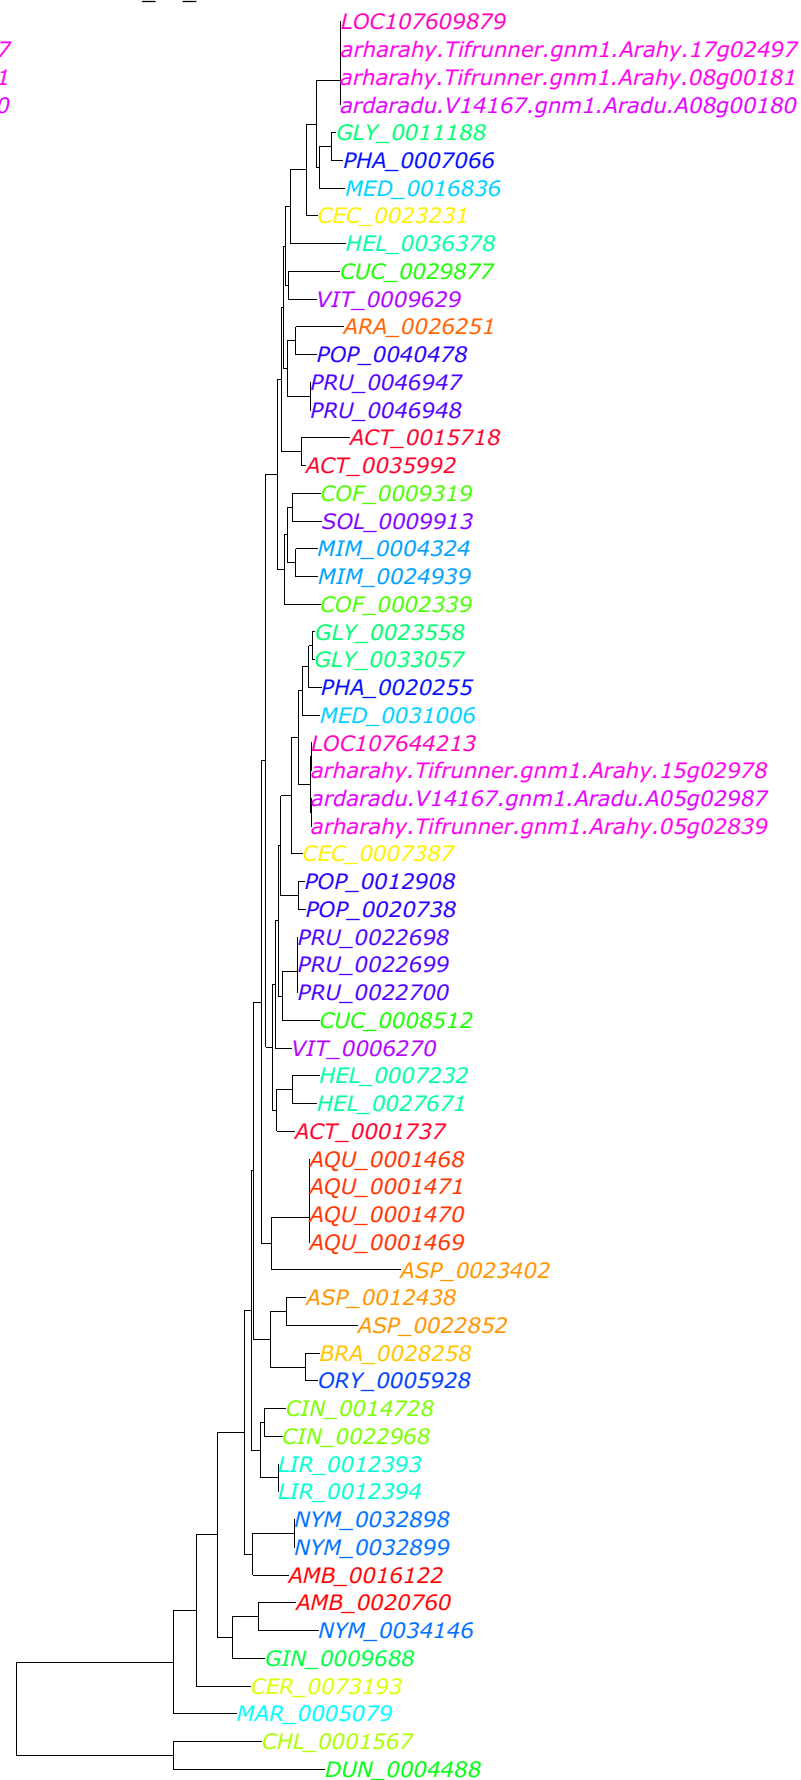 LOC107609879
arharahy.Tifrunner.gnm1.Arahy.17g02497
7
arharahy.Tifrunner.gnm1.Arahy.08g00181
1
ardaradu.V14167.gnm1.Aradu.A08g00180
0
GLY_0011188
PHA_0007066
MED_0016836
CEC_0023231
HEL_0036378
CUC_0029877
VIT_0009629
ARA_0026251
POP_0040478
PRU_0046947
PRU_0046948
ACT_0015718
ACT_0035992
COF_0009319
SOL_0009913
MIM_0004324
MIM_0024939
COF_0002339
GLY_0023558
GLY_0033057
PHA_0020255
MED_0031006
LOC107644213
arharahy.Tifrunner.gnm1.Arahy.15g02978
ardaradu.V14167.gnm1.Aradu.A05g02987
arharahy.Tifrunner.gnm1.Arahy.05g02839
CEC_0007387
POP_0012908
POP_0020738
PRU_0022698
PRU_0022699
PRU_0022700
CUC_0008512
VIT_0006270
HEL_0007232
HEL_0027671
ACT_0001737
AQU_0001468
AQU_0001471
AQU_0001470
AQU_0001469
ASP_0023402
ASP_0012438
ASP_0022852
BRA_0028258
ORY_0005928
CIN_0014728
CIN_0022968
LIR_0012393
LIR_0012394
NYM_0032898
NYM_0032899
AMB_0016122
AMB_0020760
NYM_0034146
GIN_0009688
CER_0073193
MAR_0005079
CHL_0001567
DUN_0004488